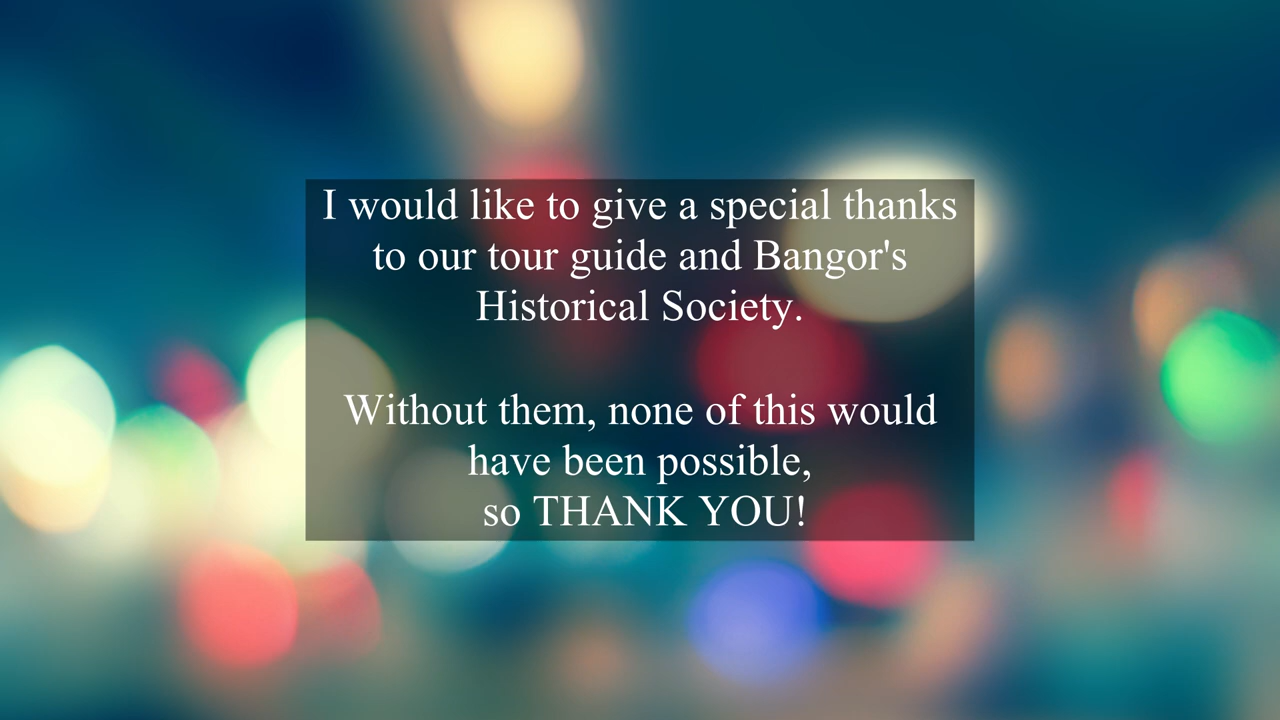 I would like to give a special thanks
to our tour guide and Bangor's
Historical Society.
Without them, none of this would
have been possible,
so THANK YOU!